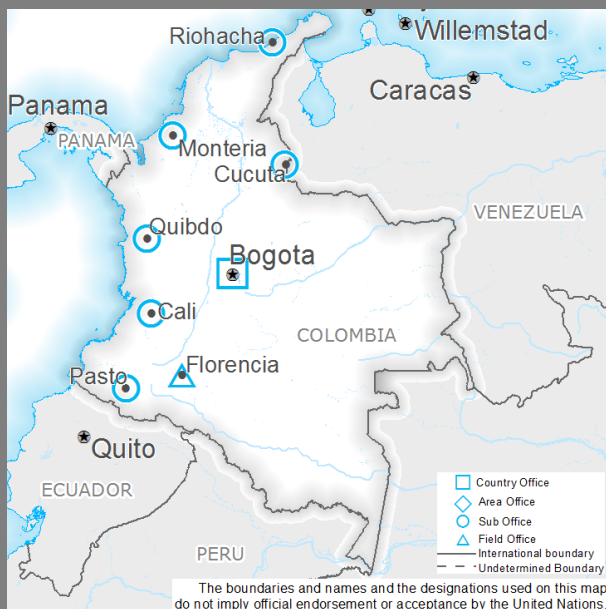 Riohacha
Willemstad
Caracas
Panama
PANAMA
Monteria
Cucuta
VENEZUELA
Quibdo
Bogota
Cali
COLOMBIA
Florencia
Pasto
Quito
ECUADOR
PERU
Country Office
Area Office
Sub Office
Field Office
International boundary
Undetermined Boundary
The boundaries and names and the designations used on this map
do not imply official endorsement or acceptance by the United Nations